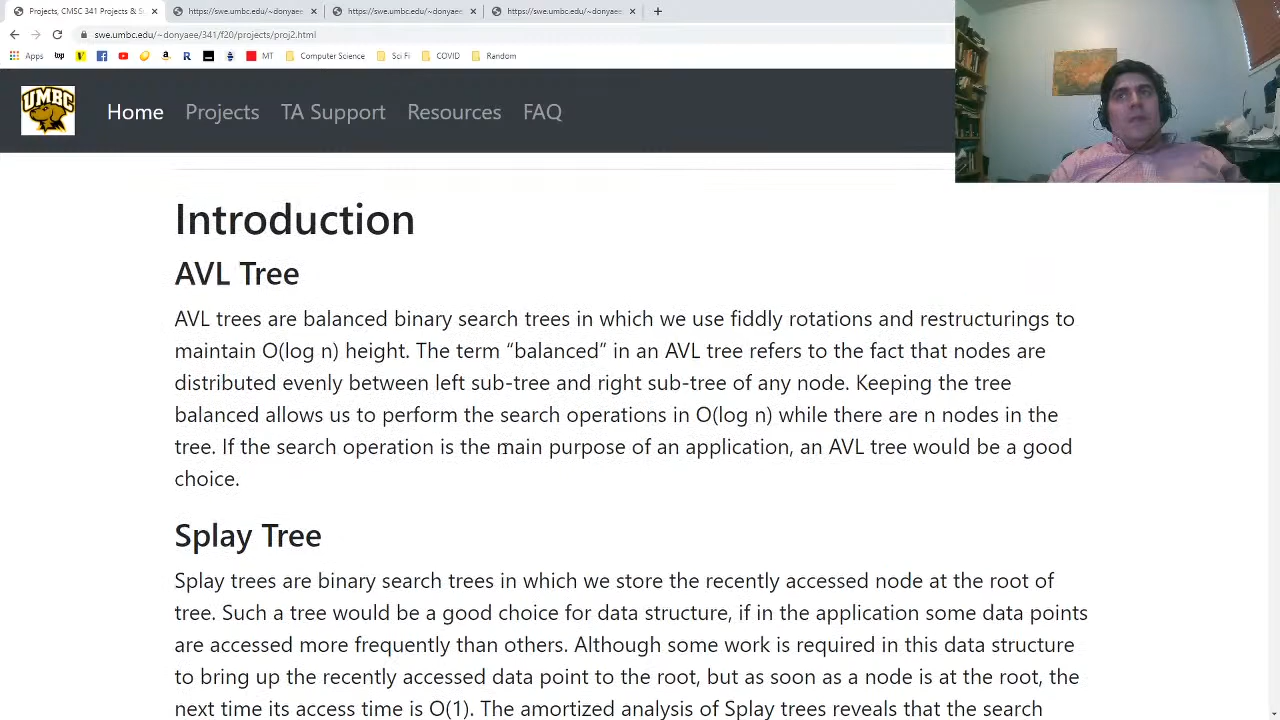 Projects, CMSC 341 Projects & S
https://swe.umbc.edu/~donyaee/
https://swe.umbc.edu/~donyaee/
https://swe.umbc.edu/~donyaee/
swe.umbc.edu/~donyaee/341/f20/projects/proj2.html
Apps MT Computer Science Sci Fi COVID Random
UMBC
Home Projects TA Support Resources FAQ
Introduction
AVL Tree
AVL trees are balanced binary search trees in which we use fiddly rotations and restructurings to
maintain O(log n) height. The term “balanced” in an AVL tree refers to the fact that nodes are
distributed evenly between left sub-tree and right sub-tree of any node. Keeping the tree
balanced allows us to perform the search operations in O(log n) while there are n nodes in the
tree. If the search operation is the main purpose of an application, an AVL tree would be a good
choice.
Splay Tree
Splay trees are binary search trees in which we store the recently accessed node at the root of
tree. Such a tree would be a good choice for data structure, if in the application some data points
are accessed more frequently than others. Although some work is required in this data structure
to bring up the recently accessed data point to the root, but as soon as a node is at the root, the
next time its access time is O(1). The amortized analysis of Splay trees reveals that the search